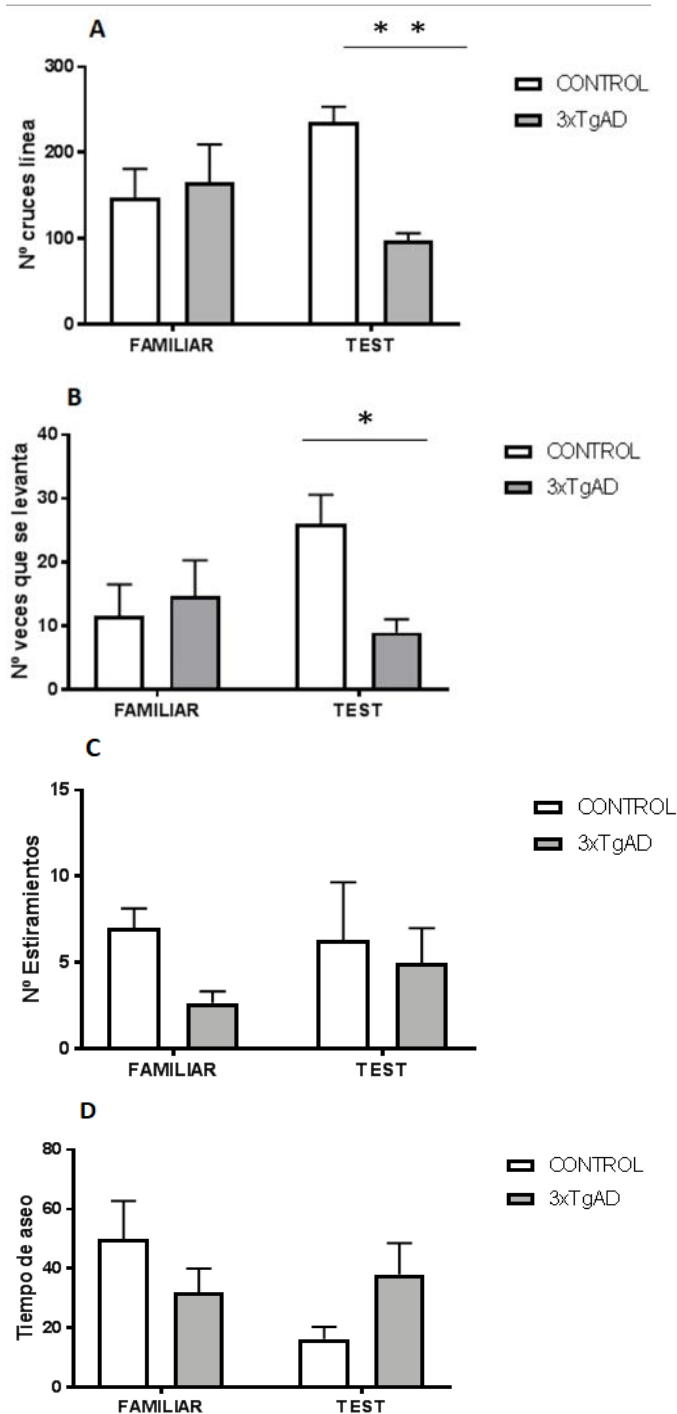 A
* *
Nº cruces línea
300
200
100
0
FAMILIAR
TEST
CONTROL
3xTgAD
B
*
Nº veces que se levanta
40
30
20
10
0
FAMILIAR
TEST
CONTROL
3xTgAD
C
Nº Estiramientos
15
10
5
0
FAMILIAR
TEST
CONTROL
3xTgAD
D
Tiempo de aseo
80
60
40
20
0
FAMILIAR
TEST
CONTROL
3xTgAD